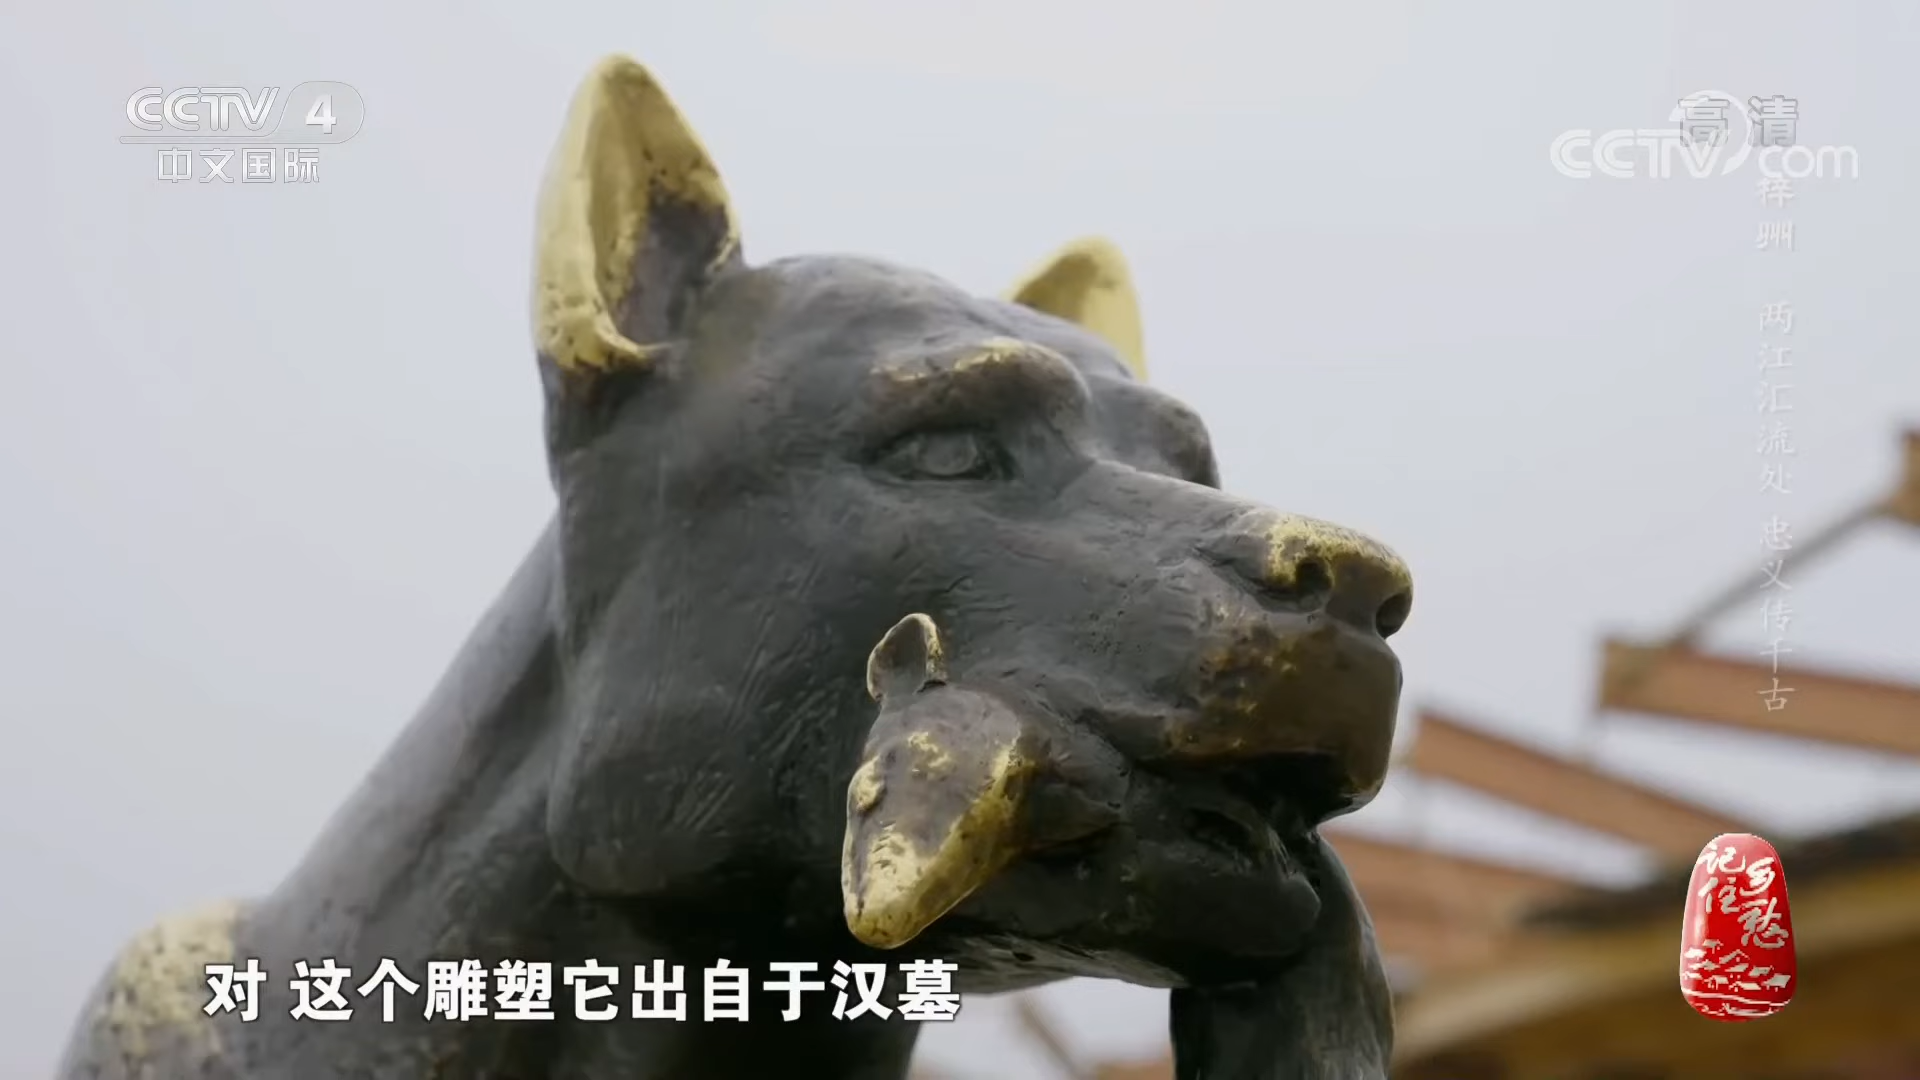 CCTV 4
中文国际
高清
CCTV.com
梓州 两江汇流处 忠义传千古
记住乡愁
对 这个雕塑它出自于汉墓